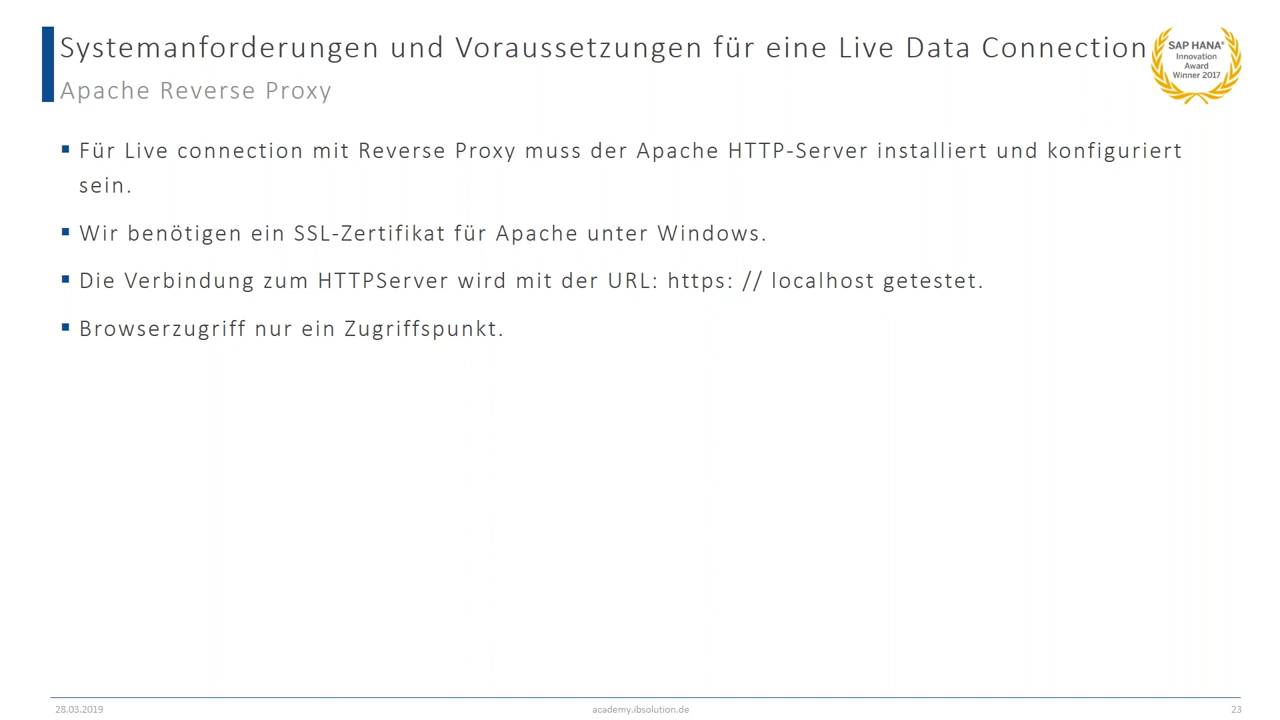 Systemanforderungen und Voraussetzungen für eine Live Data Connection
SAP HANA®
Innovation
Award
Winner 2017
Apache Reverse Proxy
Für Live connection mit Reverse Proxy muss der Apache HTTP-Server installiert und konfiguriert
sein.
Wir benötigen ein SSL-Zertifikat für Apache unter Windows.
Die Verbindung zum HTTPServer wird mit der URL: https: // localhost getestet.
Browserzugriff nur ein Zugriffspunkt.
28.03.2019
academy.ibsolution.de
23